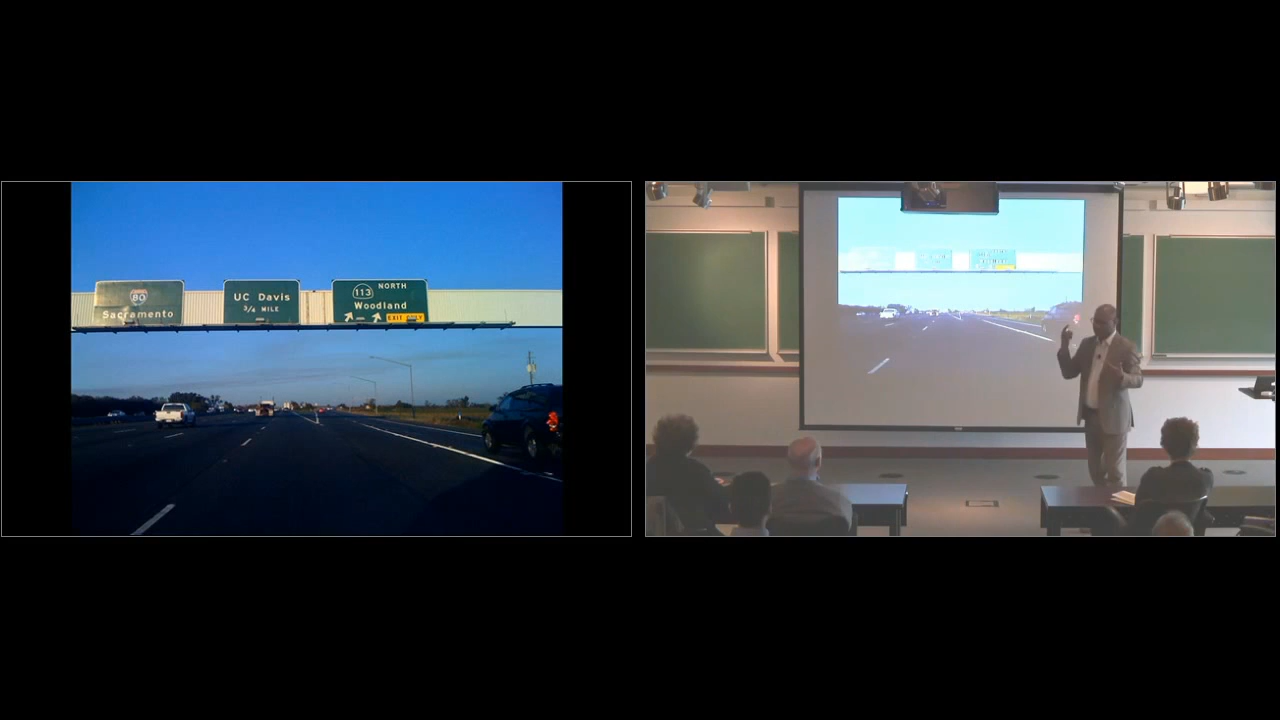 80
Sacramento
UC Davis
3/4 MILE
NORTH
113
Woodland
EXIT ONLY